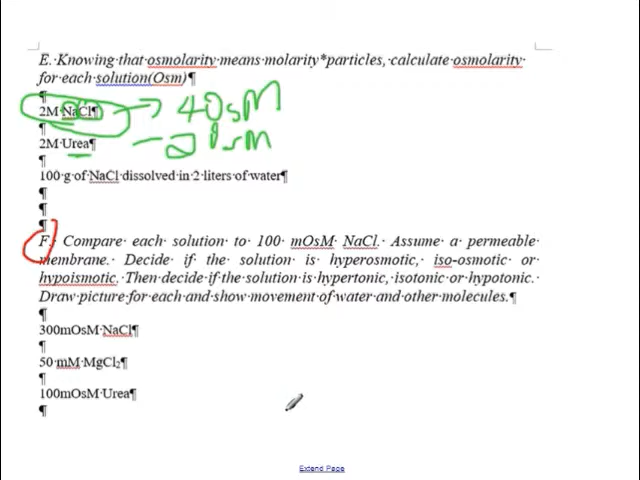 E. Knowing that osmolarity means molarity*particles, calculate osmolarity
for each solution(Osm)¶
¶
2M NaCl¶ → 4 OsM
¶
2M Urea¶ – 2 OsM
¶
100 g of NaCl dissolved in 2 liters of water¶
¶
¶
¶
F. Compare each solution to 100 mOsM NaCl. Assume a permeable
membrane. Decide if the solution is hyperosmotic, iso-osmotic or
hypoismotic. Then decide if the solution is hypertonic, isotonic or hypotonic.
Draw picture for each and show movement of water and other molecules.¶
¶
300mOsM NaCl¶
¶
50 mM MgCl₂¶
¶
100mOsM Urea¶
¶
Extend Page